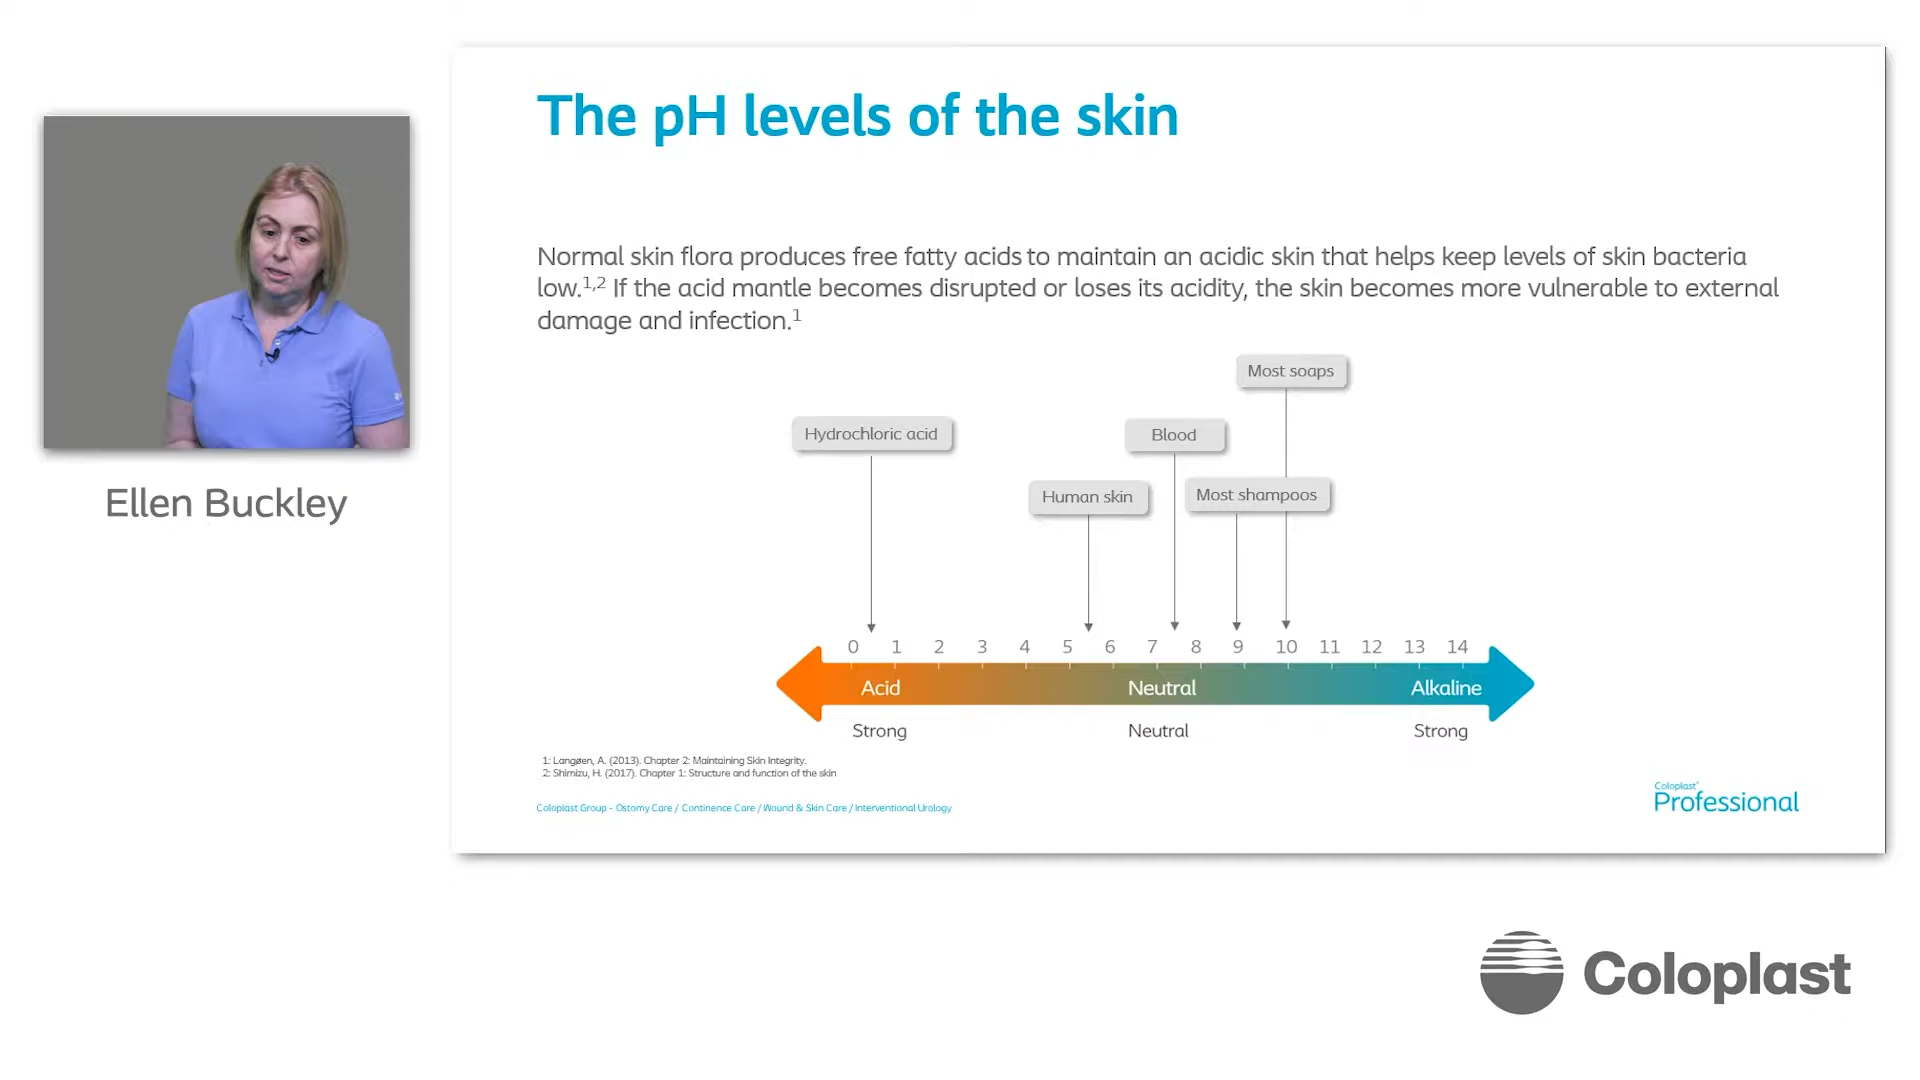 The pH levels of the skin
Normal skin flora produces free fatty acids to maintain an acidic skin that helps keep levels of skin bacteria
low.1,2 If the acid mantle becomes disrupted or loses its acidity, the skin becomes more vulnerable to external
damage and infection.1
Ellen Buckley
Most soaps
Hydrochloric acid
Blood
Human skin
Most shampoos
0 1 2 3 4 5 6 7 8 9 10 11 12 13 14
Acid Neutral Alkaline
Strong Neutral Strong
1: Langøen, A. (2013). Chapter 2: Maintaining Skin Integrity.
2: Shimizu, H. (2017). Chapter 1: Structure and function of the skin
Coloplast Group - Ostomy Care / Continence Care / Wound & Skin Care / Interventional Urology
Coloplast®
Professional
Coloplast